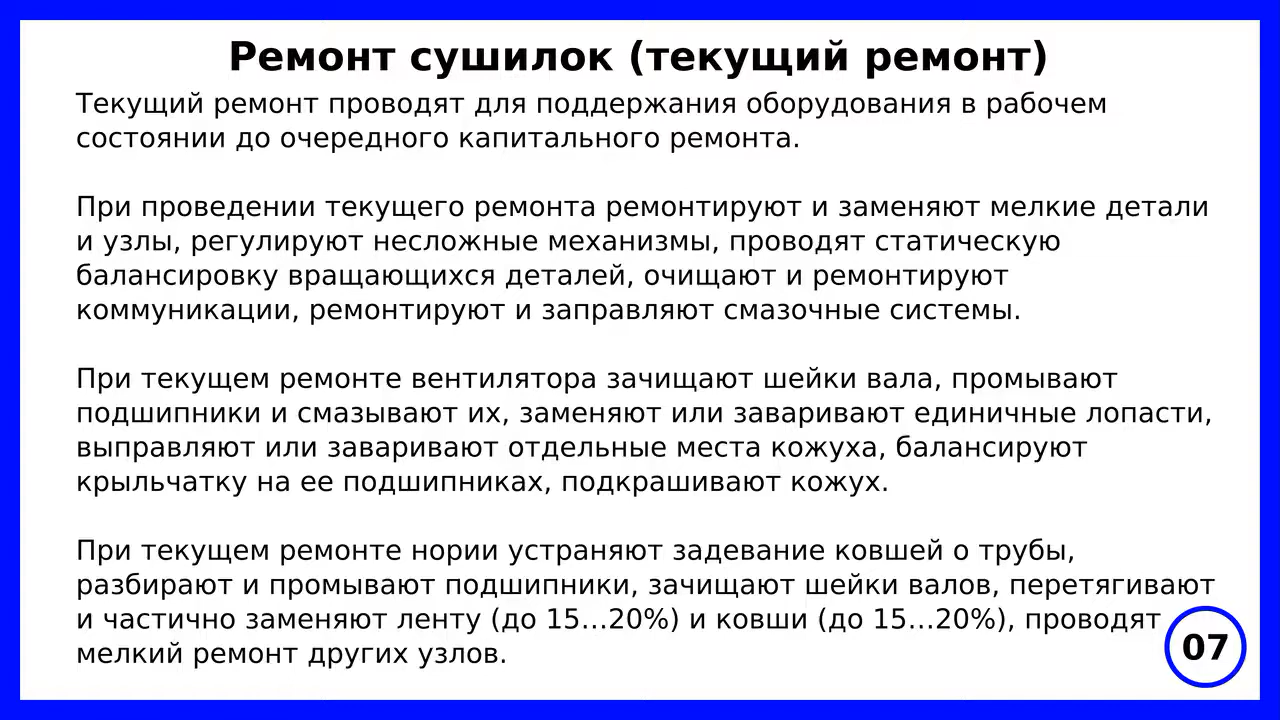 Ремонт сушилок (текущий ремонт)
Текущий ремонт проводят для поддержания оборудования в рабочем
состоянии до очередного капитального ремонта.
При проведении текущего ремонта ремонтируют и заменяют мелкие детали
и узлы, регулируют несложные механизмы, проводят статическую
балансировку вращающихся деталей, очищают и ремонтируют
коммуникации, ремонтируют и заправляют смазочные системы.
При текущем ремонте вентилятора зачищают шейки вала, промывают
подшипники и смазывают их, заменяют или заваривают единичные лопасти,
выправляют или заваривают отдельные места кожуха, балансируют
крыльчатку на ее подшипниках, подкрашивают кожух.
При текущем ремонте нории устраняют задевание ковшей о трубы,
разбирают и промывают подшипники, зачищают шейки валов, перетягивают
и частично заменяют ленту (до 15...20%) и ковши (до 15...20%), проводят
мелкий ремонт других узлов.
07